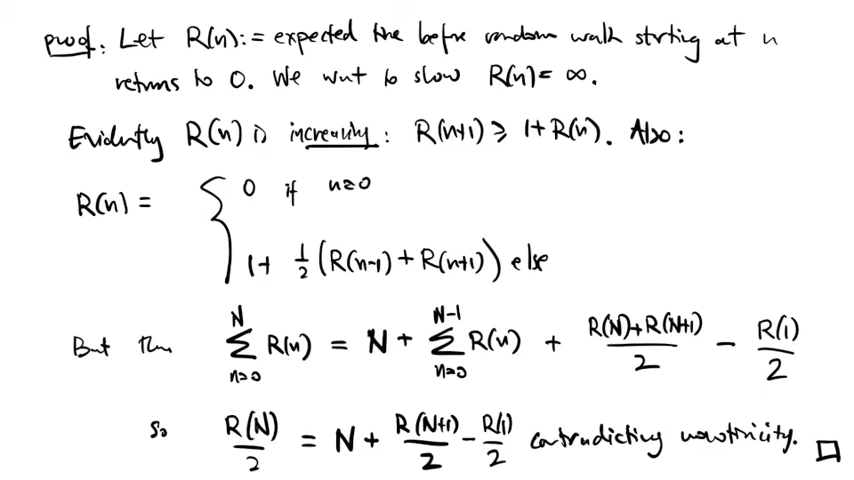 proof: Let R(n) := expected time before random walk starting at n
returns to 0. We want to show R(n) = ∞.
Evidently R(n) is increasing: R(n+1) ≥ 1+R(n). Also:
R(n) = { 0 if n=0
1 + 1/2 (R(n-1) + R(n+1)) else
But then ∑_{n=0}^{N} R(n) = N + ∑_{n=0}^{N-1} R(n) + (R(N)+R(N+1))/2 - R(1)/2
so R(N)/2 = N + R(N+1)/2 - R(1)/2 contradicting monotonicity. □